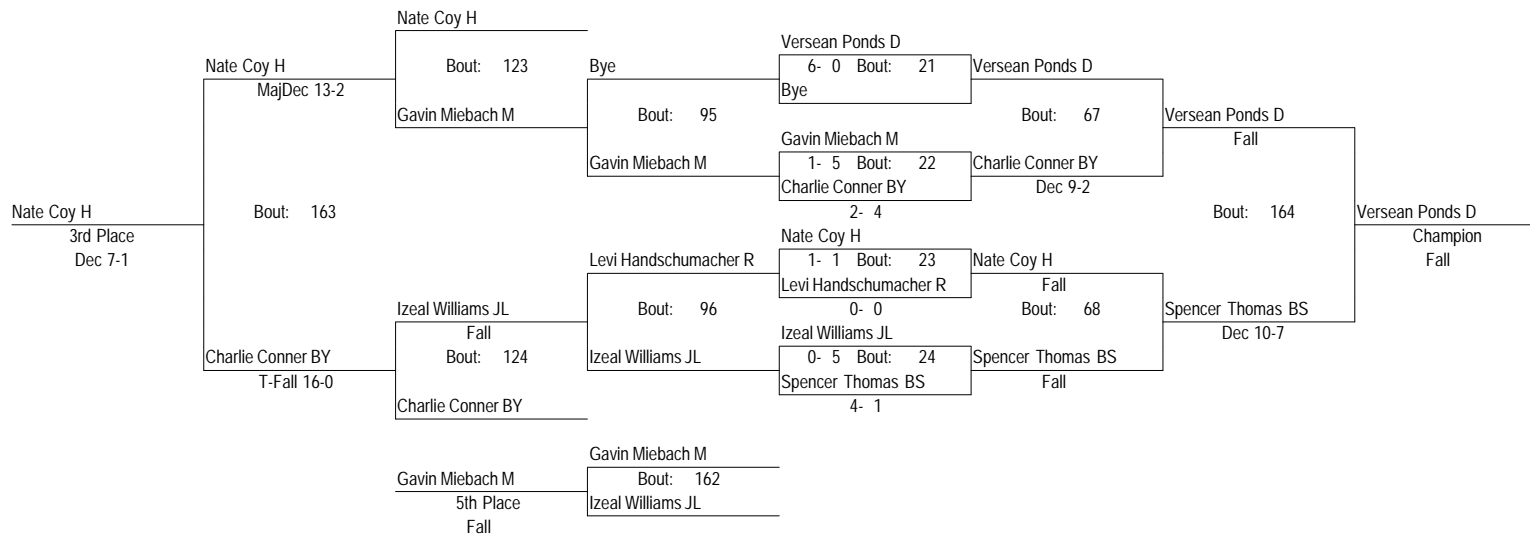 Nate Coy H
Versean Ponds D
Nate Coy H
Bout: 123
Bye
6- 0 Bout: 21
Versean Ponds D
MajDec 13-2
Bye
Gavin Miebach M
Bout: 95
Bout: 67
Versean Ponds D
Gavin Miebach M
Fall
Gavin Miebach M
1- 5 Bout: 22
Charlie Conner BY
Charlie Conner BY
Dec 9-2
Nate Coy H
Bout: 163
2- 4
Bout: 164
Versean Ponds D
3rd Place
Nate Coy H
Champion
Dec 7-1
Levi Handschumacher R
1- 1 Bout: 23
Nate Coy H
Fall
Levi Handschumacher R
Fall
Izeal Williams JL
Bout: 96
0- 0
Bout: 68
Spencer Thomas BS
Fall
Izeal Williams JL
Dec 10-7
Charlie Conner BY
Bout: 124
Izeal Williams JL
0- 5 Bout: 24
Spencer Thomas BS
T-Fall 16-0
Spencer Thomas BS
Fall
Charlie Conner BY
4- 1
Gavin Miebach M
Gavin Miebach M
Bout: 162
5th Place
Izeal Williams JL
Fall